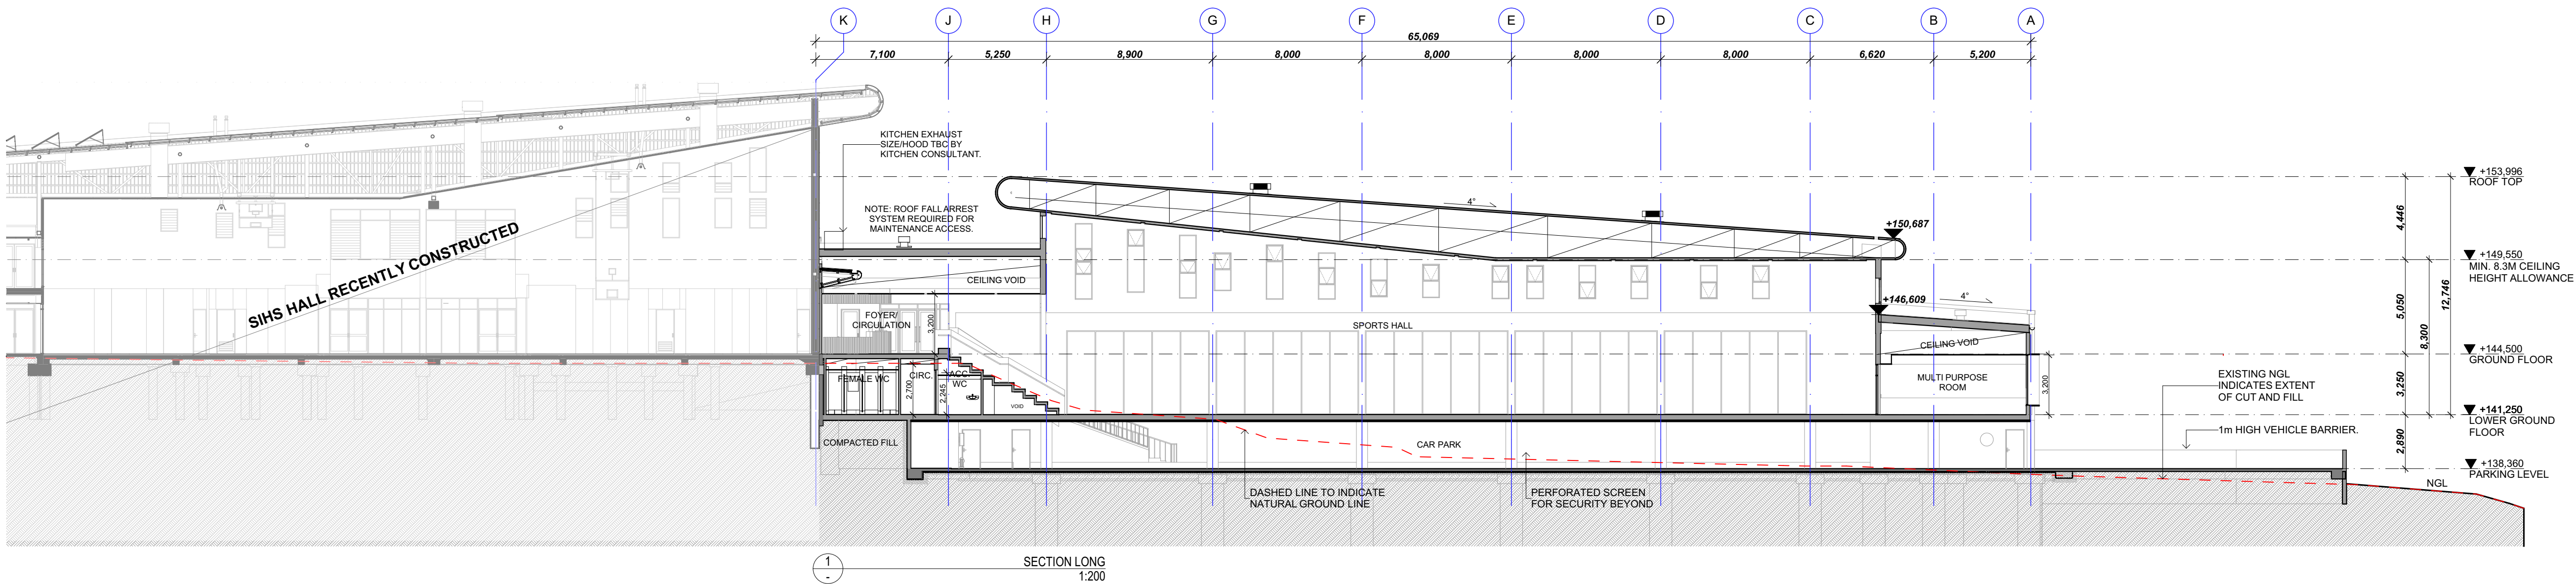 K J H G F E D C B A
65,069
7,100 5,250 8,900 8,000 8,000 8,000 8,000 6,620 5,200
KITCHEN EXHAUST
SIZE/HOOD TBC BY
KITCHEN CONSULTANT.
NOTE: ROOF FALL ARREST
SYSTEM REQUIRED FOR
MAINTENANCE ACCESS.
SIHS HALL RECENTLY CONSTRUCTED
4°
+150,687
CEILING VOID
+146,609
4°
FOYER/
CIRCULATION
3,200
SPORTS HALL
CEILING VOID
FEMALE WC
CIRC.
2,700
2,245
ACC.
WC
VOID
MULTI PURPOSE
ROOM
3,200
COMPACTED FILL
CAR PARK
DASHED LINE TO INDICATE
NATURAL GROUND LINE
PERFORATED SCREEN
FOR SECURITY BEYOND
EXISTING NGL
INDICATES EXTENT
OF CUT AND FILL
1m HIGH VEHICLE BARRIER.
NGL
4,446
5,050
3,250
2,890
8,300
12,746
+153,996
ROOF TOP
+149,550
MIN. 8.3M CEILING
HEIGHT ALLOWANCE
+144,500
GROUND FLOOR
+141,250
LOWER GROUND
FLOOR
+138,360
PARKING LEVEL
1
-
SECTION LONG
1:200